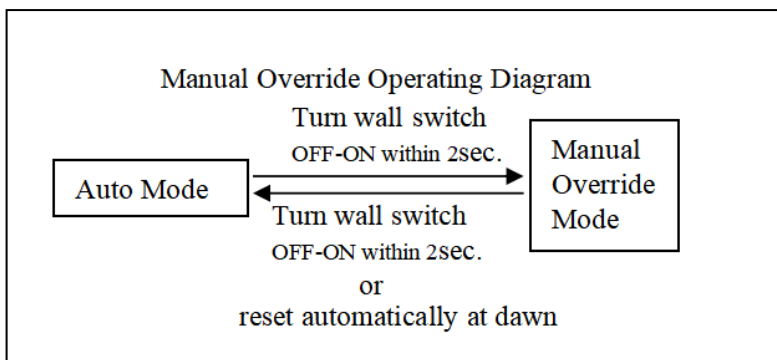 Manual Override Operating Diagram
Turn wall switch
OFF-ON within 2sec.
Auto Mode
Manual
Override
Mode
Turn wall switch
OFF-ON within 2sec.
or
reset automatically at dawn